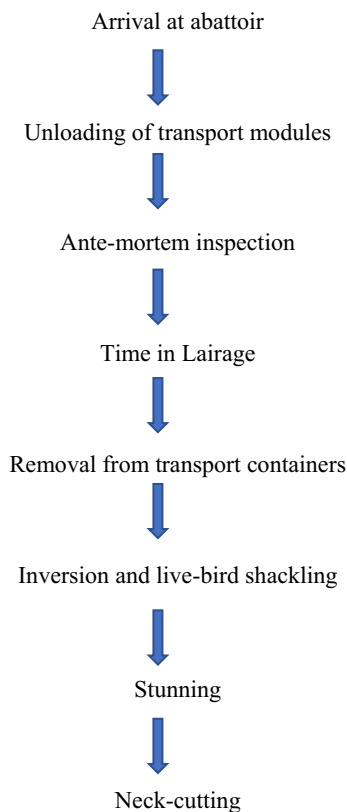 Arrival at abattoir
Unloading of transport modules
Ante-mortem inspection
Time in Lairage
Removal from transport containers
Inversion and live-bird shackling
Stunning
Neck-cutting